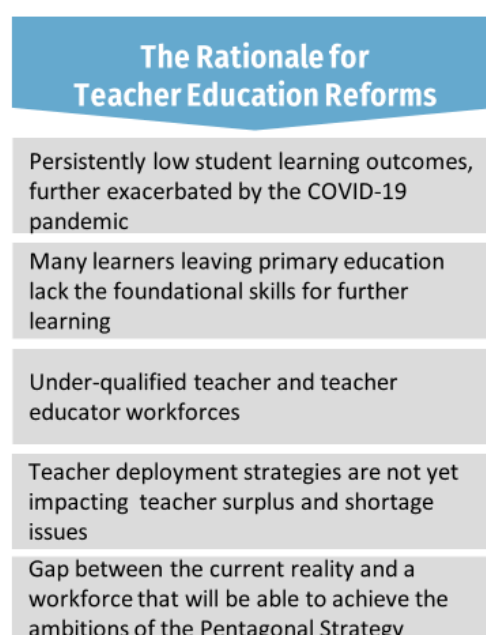 The Rationale for
Teacher Education Reforms
Persistently low student learning outcomes,
further exacerbated by the COVID-19
pandemic
Many learners leaving primary education
lack the foundational skills for further
learning
Under-qualified teacher and teacher
educator workforces
Teacher deployment strategies are not yet
impacting teacher surplus and shortage
issues
Gap between the current reality and a
workforce that will be able to achieve the
ambitions of the Pentagonal Strategy